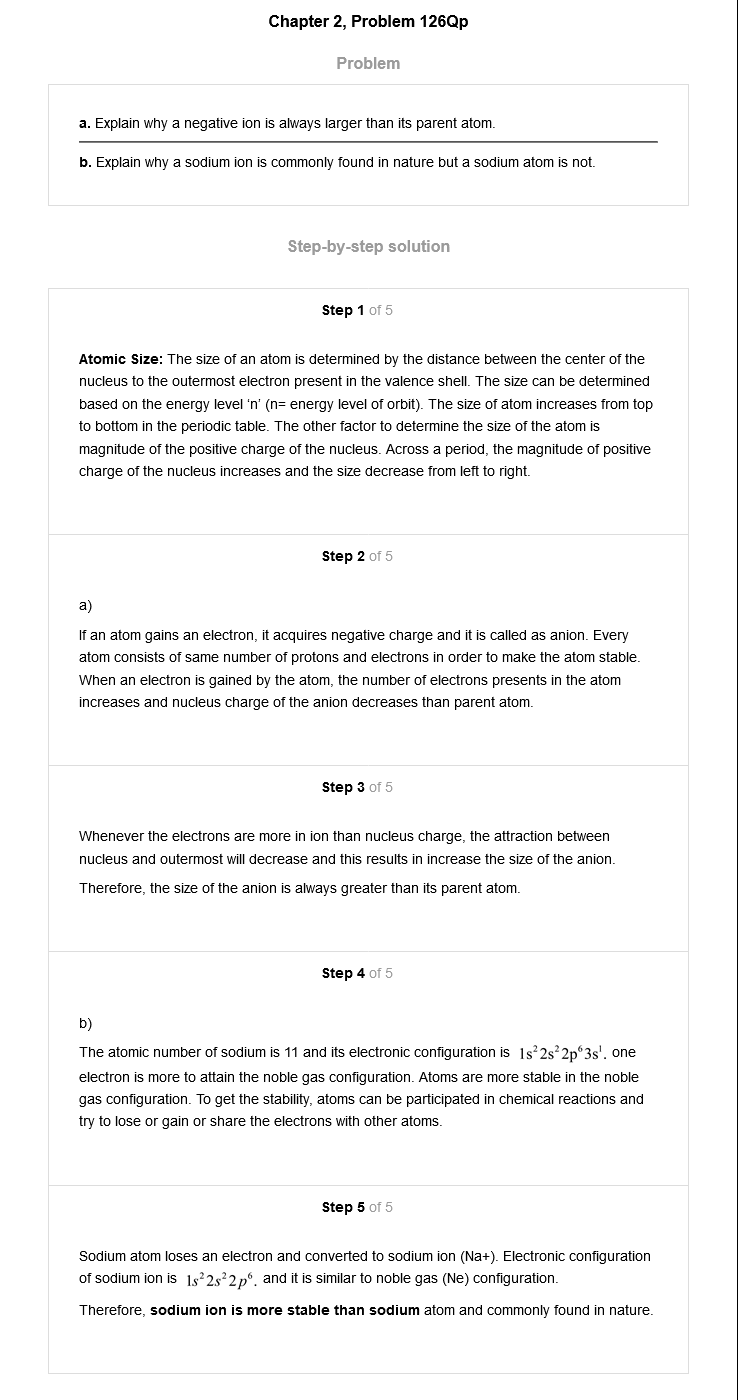 Chapter 2, Problem 126Qp
Problem
a. Explain why a negative ion is always larger than its parent atom.
b. Explain why a sodium ion is commonly found in nature but a sodium atom is not.
Step-by-step solution
Step 1 of 5
Atomic Size: The size of an atom is determined by the distance between the center of the
nucleus to the outermost electron present in the valence shell. The size can be determined
based on the energy level ‘n’ (n= energy level of orbit). The size of atom increases from top
to bottom in the periodic table. The other factor to determine the size of the atom is
magnitude of the positive charge of the nucleus. Across a period, the magnitude of positive
charge of the nucleus increases and the size decrease from left to right.
Step 2 of 5
a)
If an atom gains an electron, it acquires negative charge and it is called as anion. Every
atom consists of same number of protons and electrons in order to make the atom stable.
When an electron is gained by the atom, the number of electrons presents in the atom
increases and nucleus charge of the anion decreases than parent atom.
Step 3 of 5
Whenever the electrons are more in ion than nucleus charge, the attraction between
nucleus and outermost will decrease and this results in increase the size of the anion.
Therefore, the size of the anion is always greater than its parent atom.
Step 4 of 5
b)
The atomic number of sodium is 11 and its electronic configuration is 1s²2s²2p⁶3s¹. one
electron is more to attain the noble gas configuration. Atoms are more stable in the noble
gas configuration. To get the stability, atoms can be participated in chemical reactions and
try to lose or gain or share the electrons with other atoms.
Step 5 of 5
Sodium atom loses an electron and converted to sodium ion (Na+). Electronic configuration
of sodium ion is 1s²2s²2p⁶. and it is similar to noble gas (Ne) configuration.
Therefore, sodium ion is more stable than sodium atom and commonly found in nature.